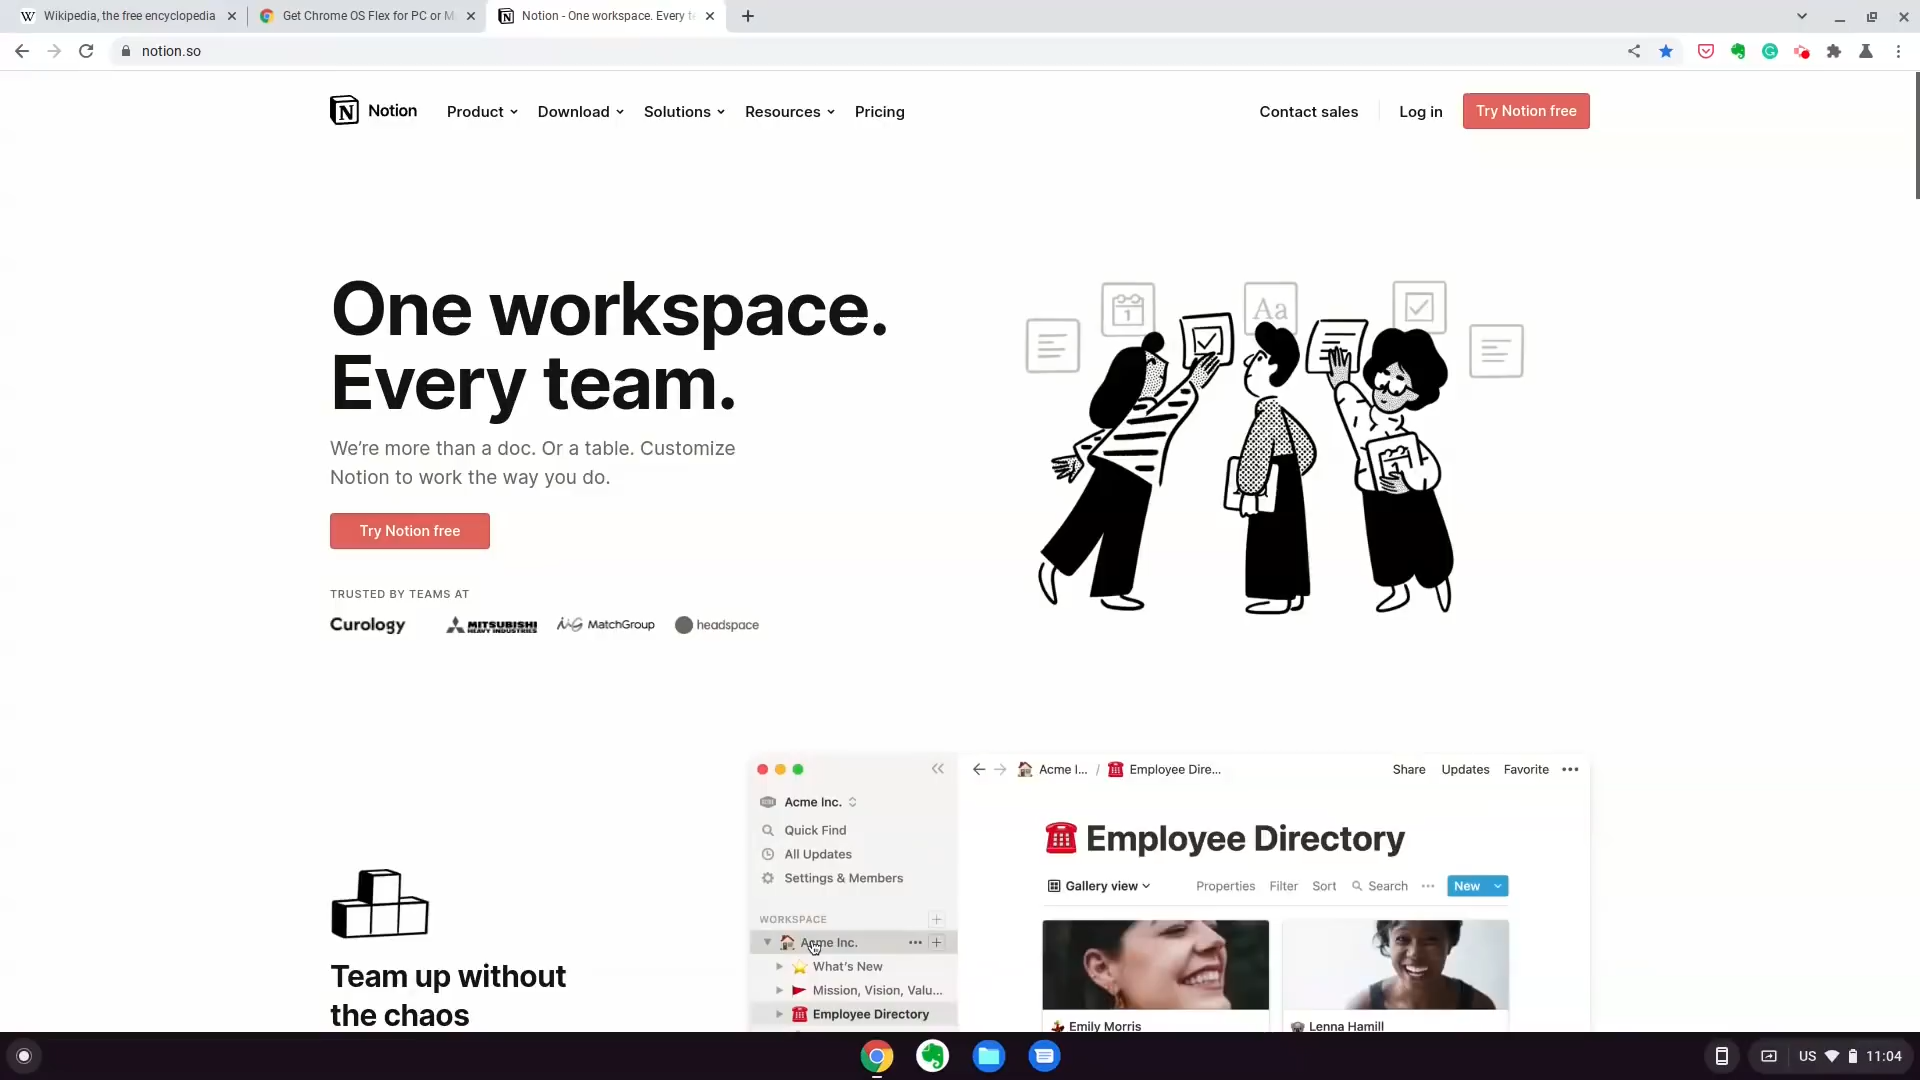 Wikipedia, the free encyclopedia
Get Chrome OS Flex for PC or M
Notion - One workspace. Every t
notion.so
Notion
Product
Download
Solutions
Resources
Pricing
Contact sales
Log in
Try Notion free
One workspace.
Every team.
We're more than a doc. Or a table. Customize
Notion to work the way you do.
Try Notion free
TRUSTED BY TEAMS AT
Curology
MITSUBISHI
HEAVY INDUSTRIES
MatchGroup
headspace
1
Aa
Team up without
the chaos
Acme Inc.
Quick Find
All Updates
Settings & Members
WORKSPACE
Acme Inc.
What's New
Mission, Vision, Valu...
Employee Directory
Acme I... / Employee Dire...
Share
Updates
Favorite
Employee Directory
Gallery view
Properties
Filter
Sort
Search
New
Emily Morris
Lenna Hamill
US
11:04